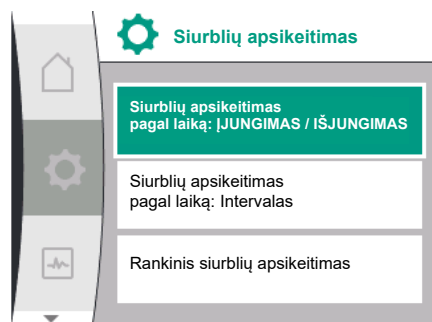 Siurblių apsikeitimas
Siurblių apsikeitimas
pagal laiką: ĮJUNGIMAS / IŠJUNGIMAS
Siurblių apsikeitimas
pagal laiką: Intervalas
Rankinis siurblių apsikeitimas